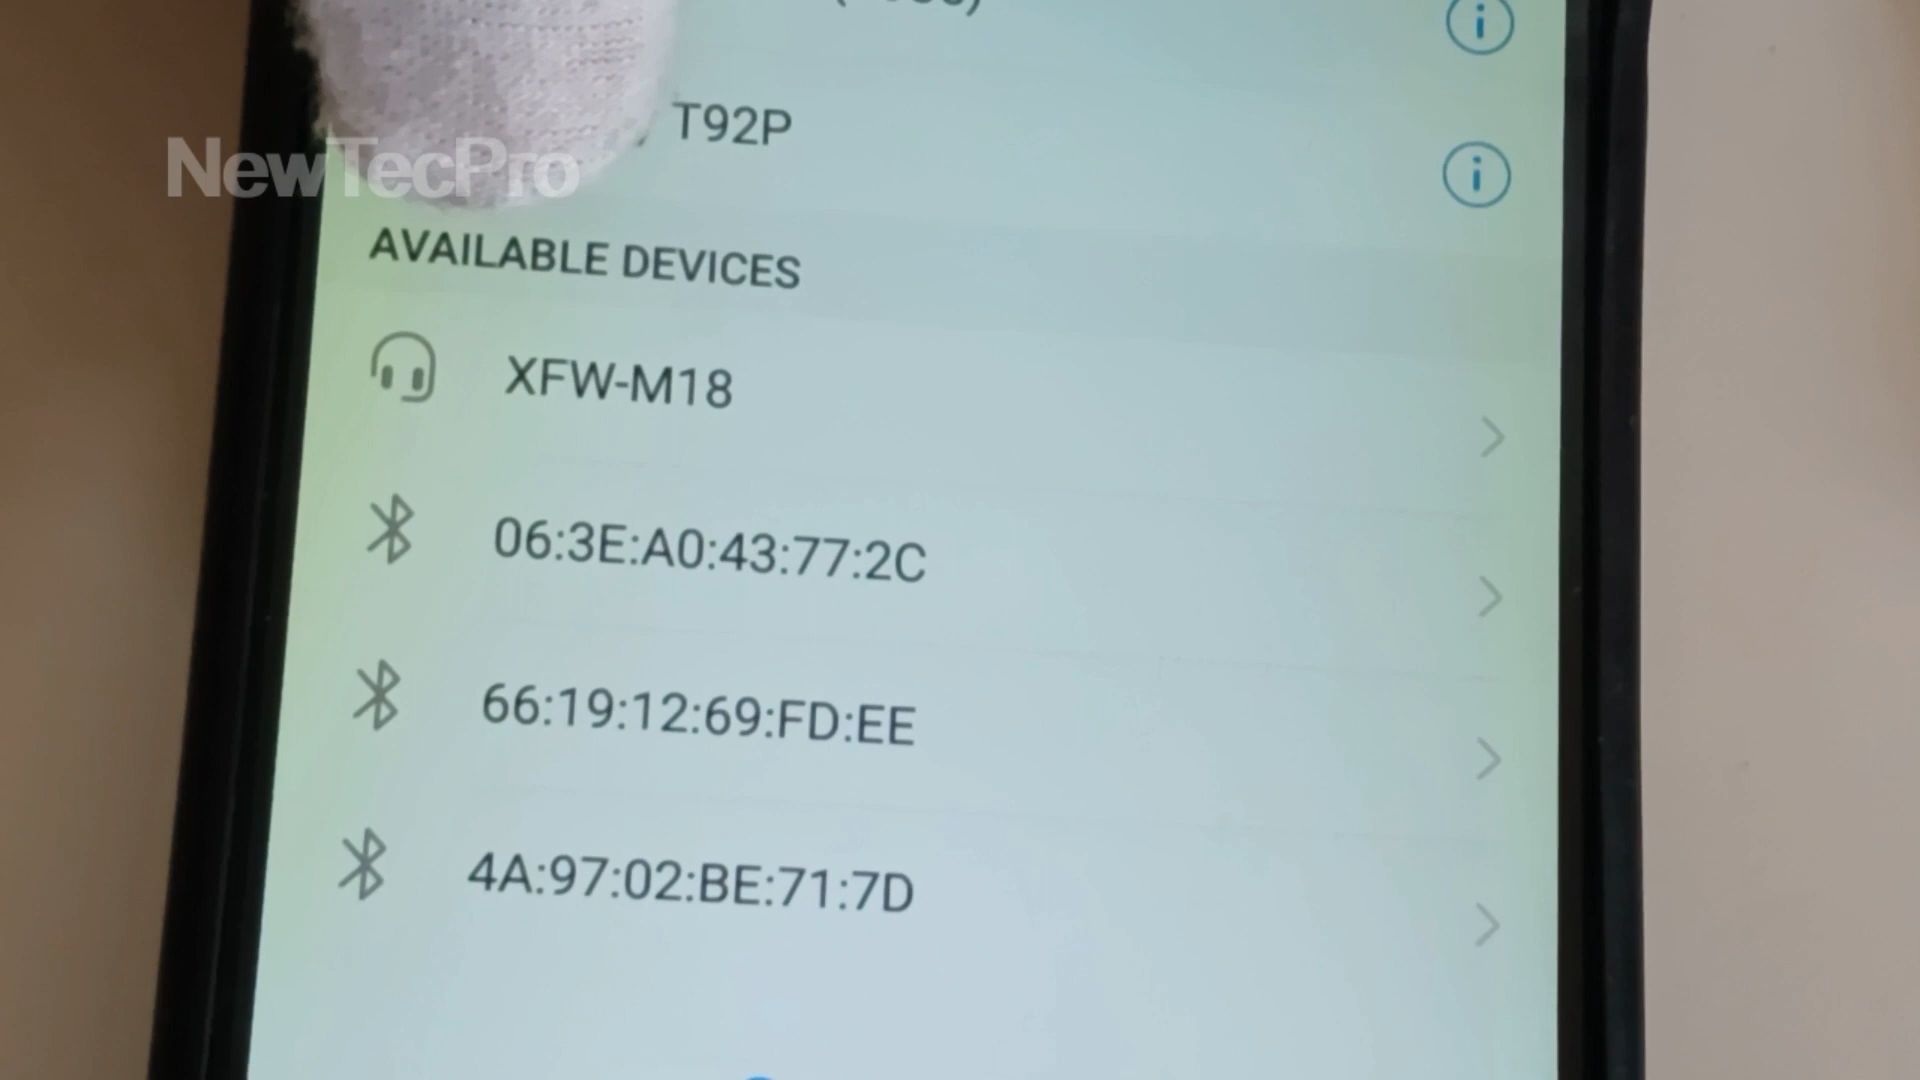 T92P
NewTecPro
AVAILABLE DEVICES
XFW-M18
06:3E:A0:43:77:2C
66:19:12:69:FD:EE
4A:97:02:BE:71:7D